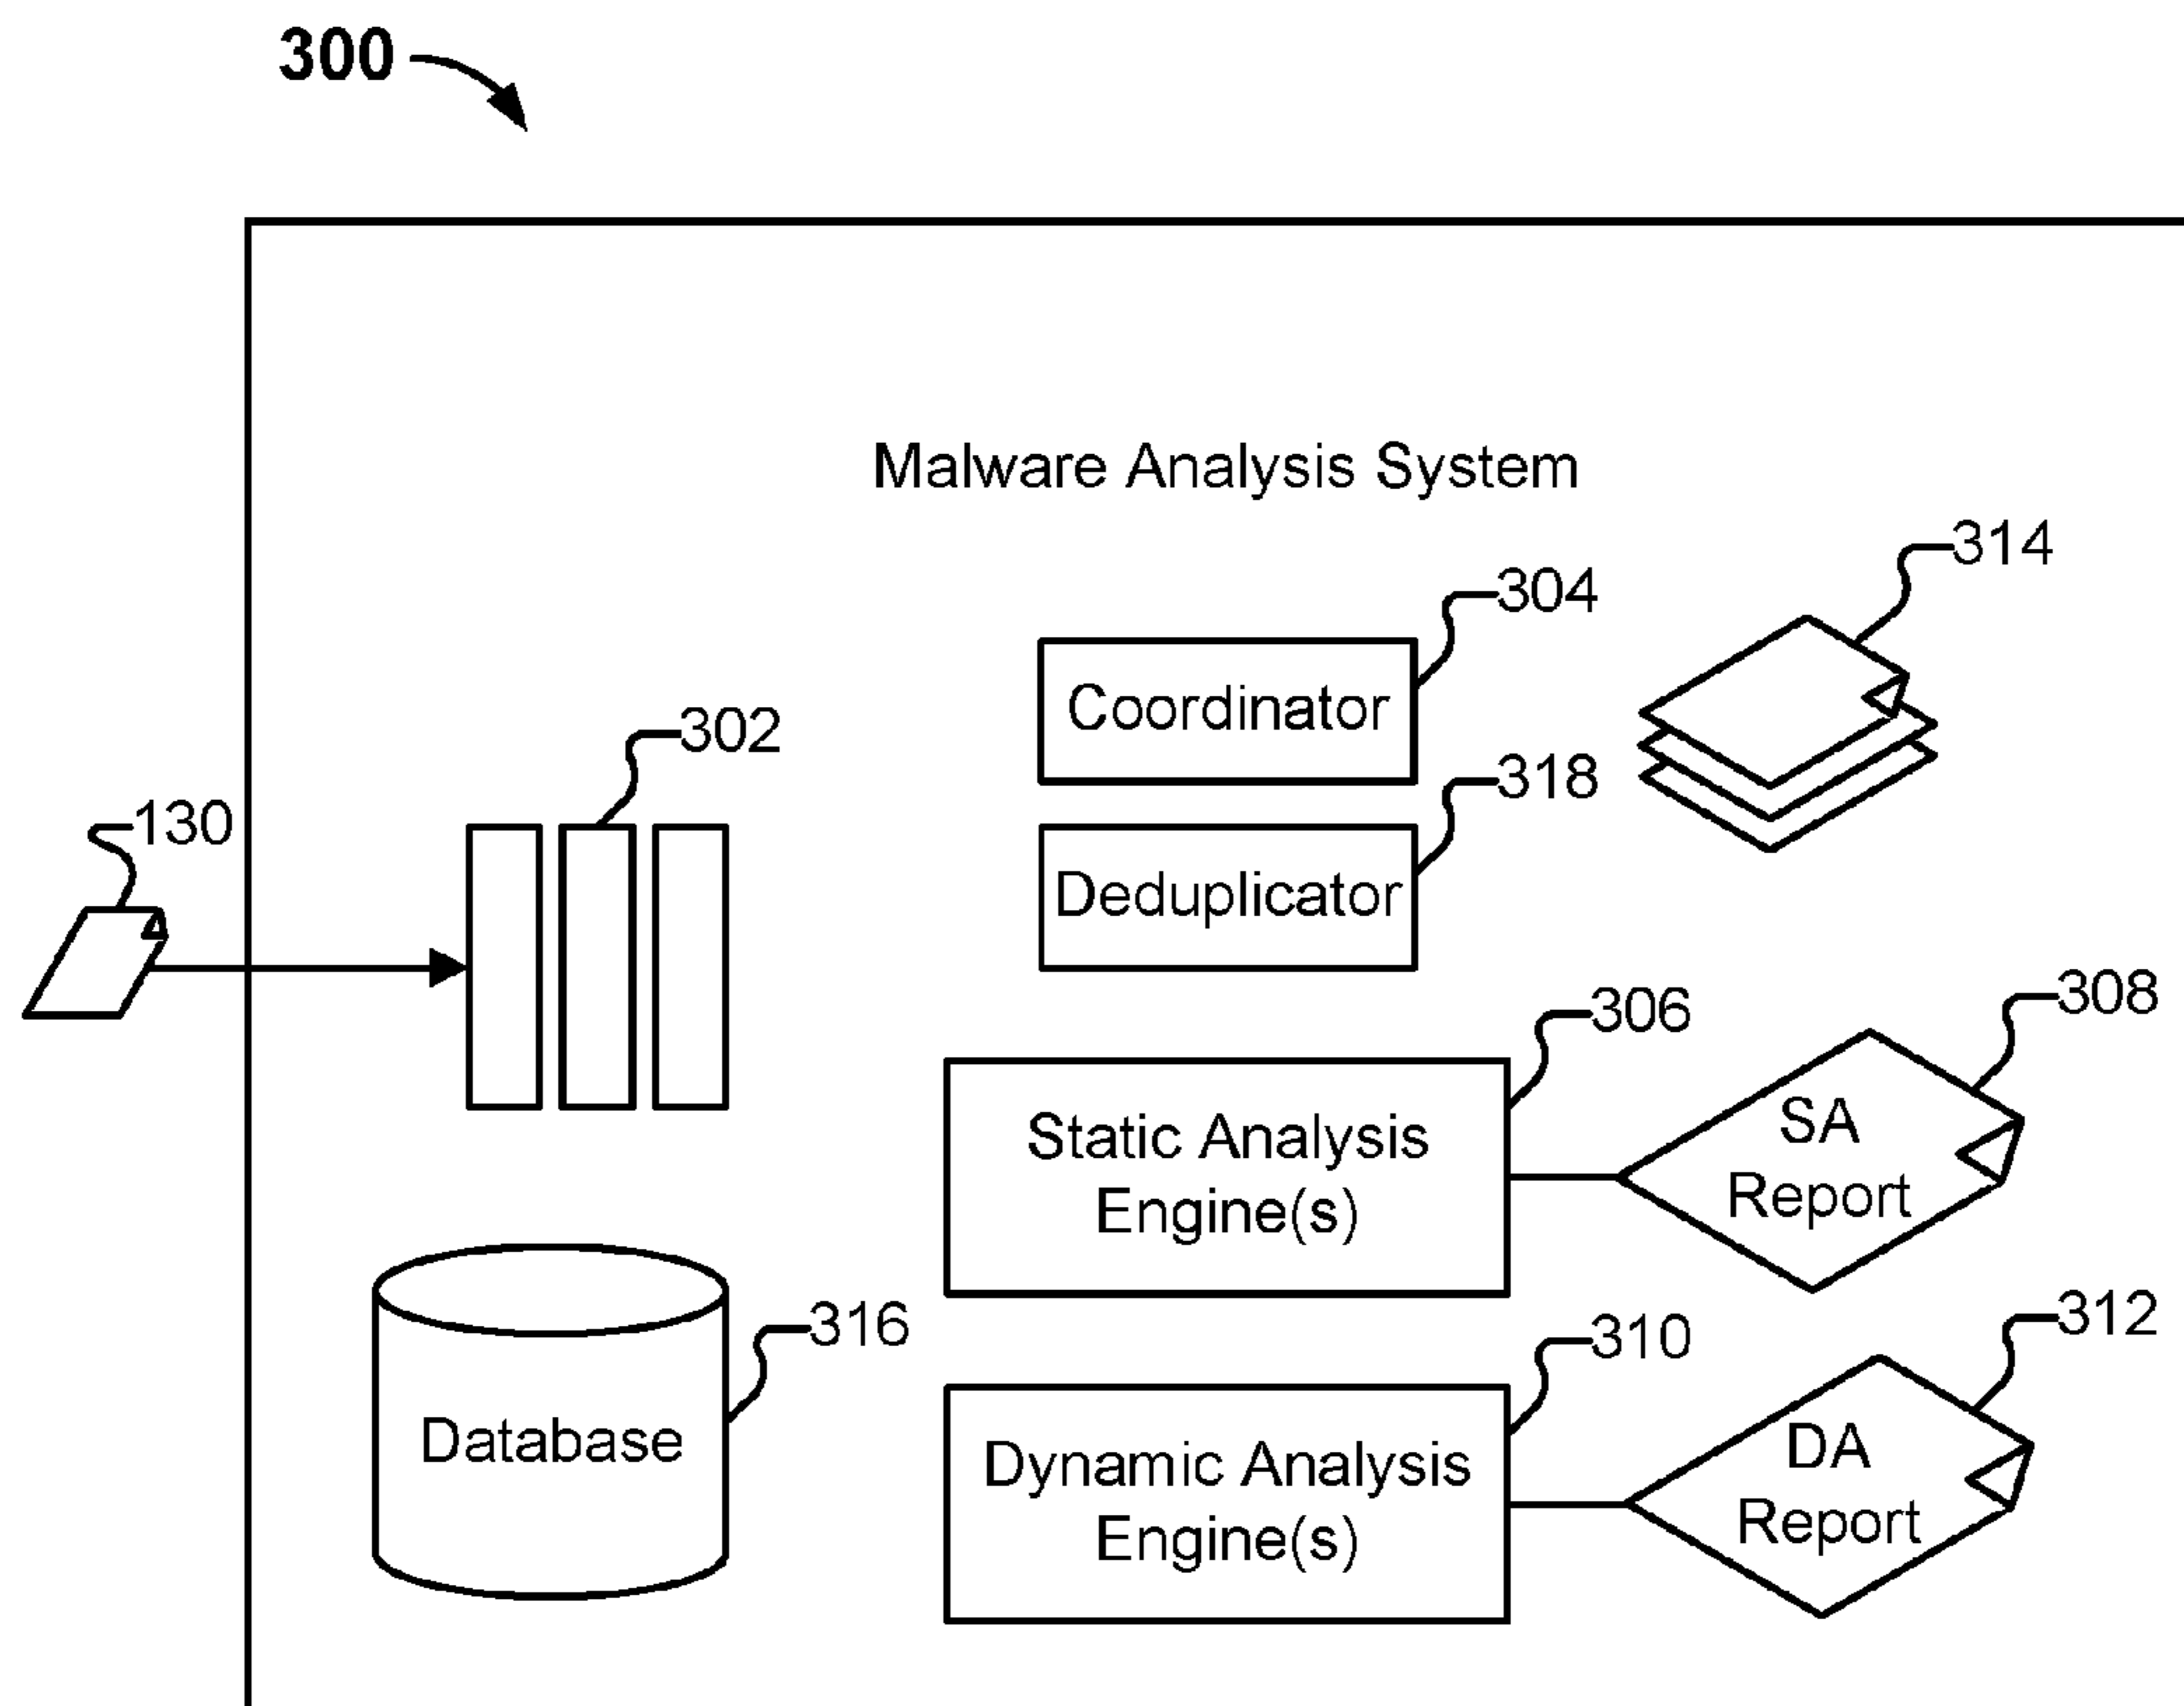 300
Malware Analysis System
314
304
Coordinator
302
318
130
Deduplicator
306
308
Static Analysis
Engine(s)
SA
Report
316
310
312
Database
Dynamic Analysis
Engine(s)
DA
Report